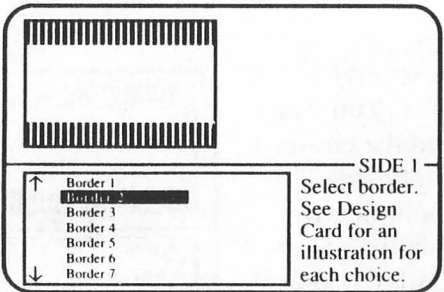 SIDE 1
Border 1
Border 2
Border 3
Border 4
Border 5
Border 6
Border 7
Select border.
See Design
Card for an
illustration for
each choice.